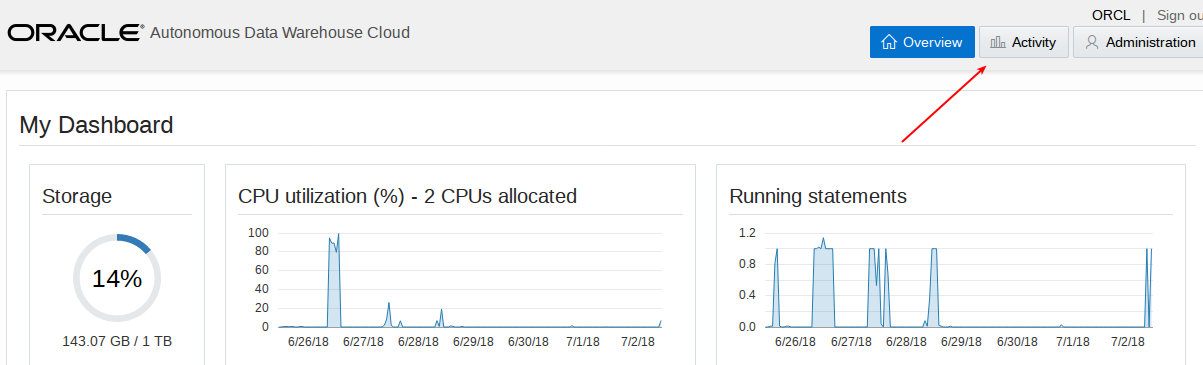 ORCL | Sign ou
ORACLE® Autonomous Data Warehouse Cloud
Overview Activity Administration
My Dashboard
Storage
14%
143.07 GB / 1 TB
CPU utilization (%) - 2 CPUs allocated
100
80
60
40
20
0
6/26/18 6/27/18 6/28/18 6/29/18 6/30/18 7/1/18 7/2/18
Running statements
1.2
0.8
0.4
0.0
6/26/18 6/27/18 6/28/18 6/29/18 6/30/18 7/1/18 7/2/18